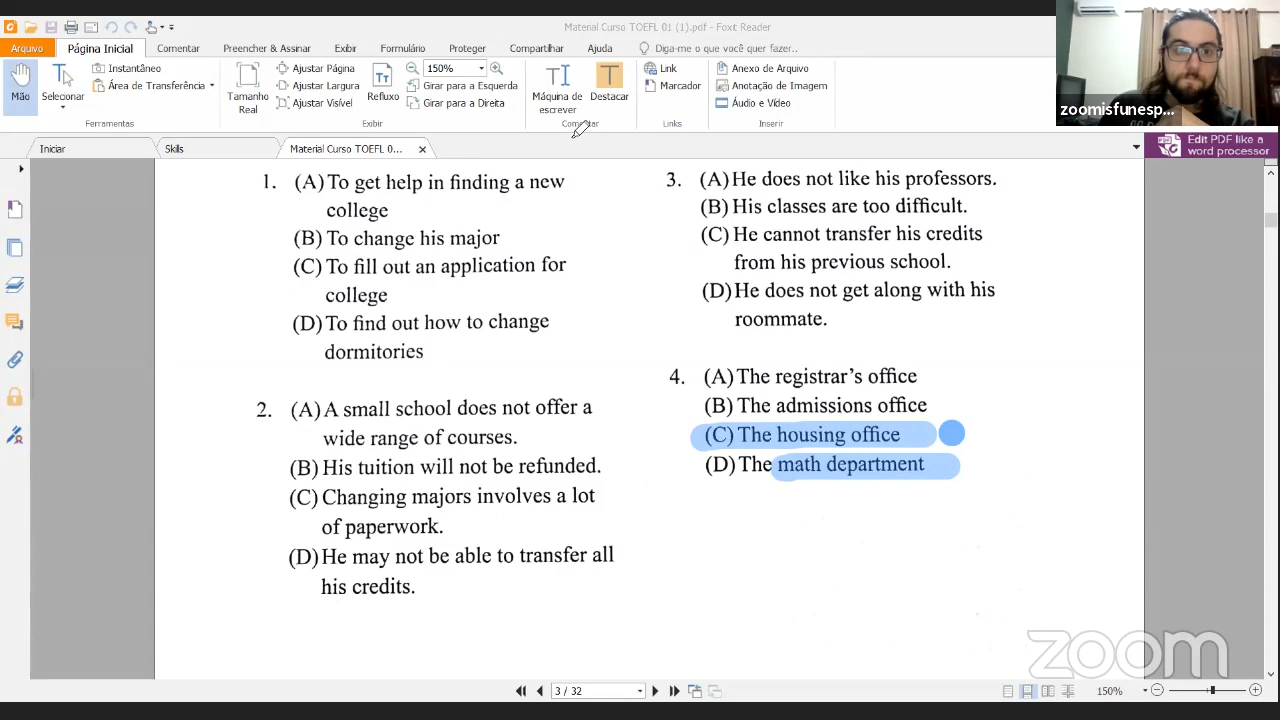 Material Curso TOEFL 01 (1).pdf - Foxit Reader
Arquivo Página Inicial Comentar Preencher & Assinar Exibir Formulário Proteger Compartilhar Ajuda Diga-me o que você quer fazer..
Mão
Selecionar
Instantâneo
Área de Transferência
Ferramentas
Tamanho Real
Ajustar Página
Ajustar Largura
Ajustar Visível
Refluxo
150%
Girar para a Esquerda
Girar para a Direita
Exibir
Máquina de escrever
Destacar
Comentar
Link
Marcador
Links
Anexo de Arquivo
Anotação de Imagem
Áudio e Vídeo
Inserir
zoomisfunesp...
Iniciar Skills Material Curso TOEFL 0...
Edit PDF like a
word processor
1. (A) To get help in finding a new
college
(B) To change his major
(C) To fill out an application for
college
(D) To find out how to change
dormitories
2. (A) A small school does not offer a
wide range of courses.
(B) His tuition will not be refunded.
(C) Changing majors involves a lot
of paperwork.
(D) He may not be able to transfer all
his credits.
3. (A) He does not like his professors.
(B) His classes are too difficult.
(C) He cannot transfer his credits
from his previous school.
(D) He does not get along with his
roommate.
4. (A) The registrar's office
(B) The admissions office
(C) The housing office
(D) The math department
zoom
3 / 32
150%